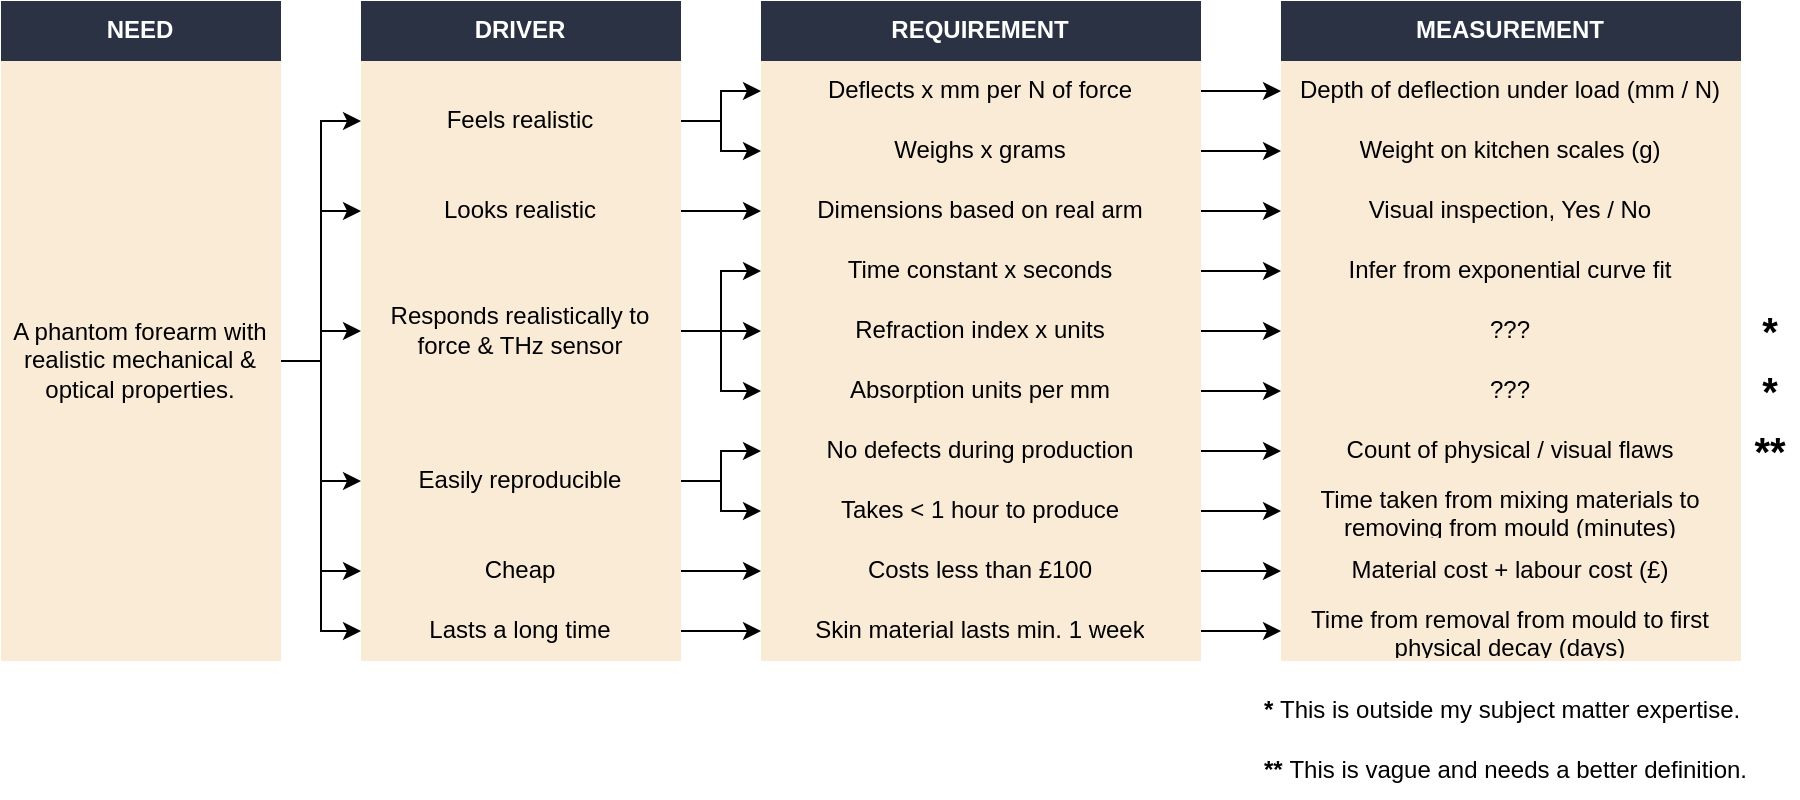 NEED
DRIVER
REQUIREMENT
MEASUREMENT
A phantom forearm with
realistic mechanical &
optical properties.
Feels realistic
Looks realistic
Responds realistically to
force & THz sensor
Easily reproducible
Cheap
Lasts a long time
Deflects x mm per N of force
Weighs x grams
Dimensions based on real arm
Time constant x seconds
Refraction index x units
Absorption units per mm
No defects during production
Takes < 1 hour to produce
Costs less than £100
Skin material lasts min. 1 week
Depth of deflection under load (mm / N)
Weight on kitchen scales (g)
Visual inspection, Yes / No
Infer from exponential curve fit
???
*
???
*
Count of physical / visual flaws
**
Time taken from mixing materials to
removing from mould (minutes)
Material cost + labour cost (£)
Time from removal from mould to first
physical decay (days)
* This is outside my subject matter expertise.
** This is vague and needs a better definition.